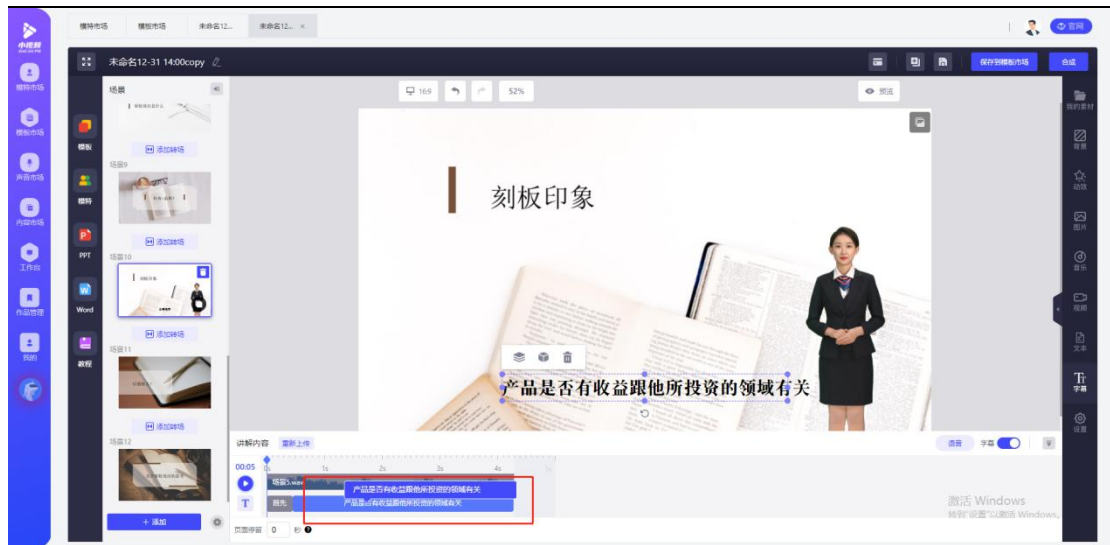 模特市场 模板市场 未命名12... 未命名12... ×
官网
小视频
未命名12-31 14:00copy
保存到模板市场 合成
模特市场
模板市场
声音市场
内容市场
工作台
作品管理
我的
模板
模特
PPT
Word
教程
场景
添加转场
场景9
添加转场
场景10
添加转场
场景11
添加转场
场景12
+ 添加
16:9 52%
预览
刻板印象
产品是否有收益跟他所投资的领域有关
我的素材
背景
动效
图片
音乐
视频
文本
字幕
设置
讲解内容 重新上传
语音 字幕
00:05 0s 1s 2s 3s 4s 5s
场景5.wav
产品是否有收益跟他所投资的领域有关
T 首先 产品是否有收益跟他所投资的领域有关
页面停留 0 秒
激活 Windows
转到"设置"以激活 Windows。